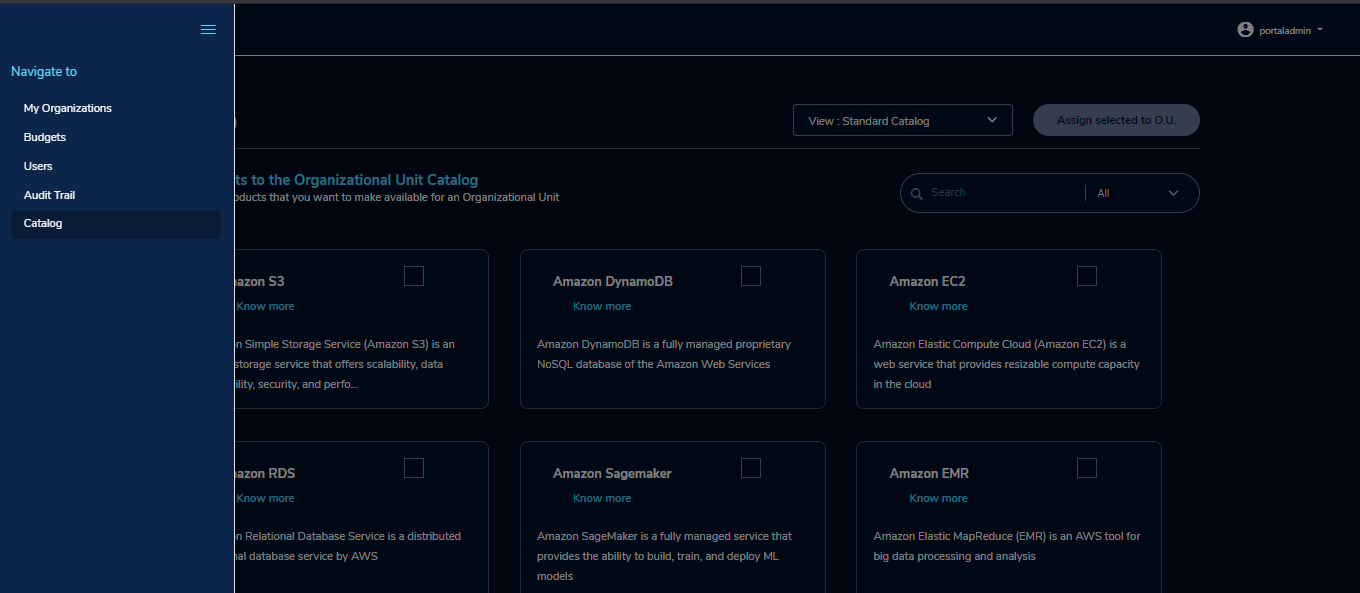 portaladmin
Navigate to
My Organizations
Budgets
Users
Audit Trail
Catalog
View : Standard Catalog
Assign selected to O.U.
to the Organizational Unit Catalog
that you want to make available for an Organizational Unit
Search
All
S3
Know more
Simple Storage Service (Amazon S3) is an
storage service that offers scalability, data
security, and perfo...
Amazon DynamoDB
Know more
Amazon DynamoDB is a fully managed proprietary
NoSQL database of the Amazon Web Services
Amazon EC2
Know more
Amazon Elastic Compute Cloud (Amazon EC2) is a
web service that provides resizable compute capacity
in the cloud
RDS
Know more
Relational Database Service is a distributed
database service by AWS
Amazon Sagemaker
Know more
Amazon SageMaker is a fully managed service that
provides the ability to build, train, and deploy ML
models
Amazon EMR
Know more
Amazon Elastic MapReduce (EMR) is an AWS tool for
big data processing and analysis